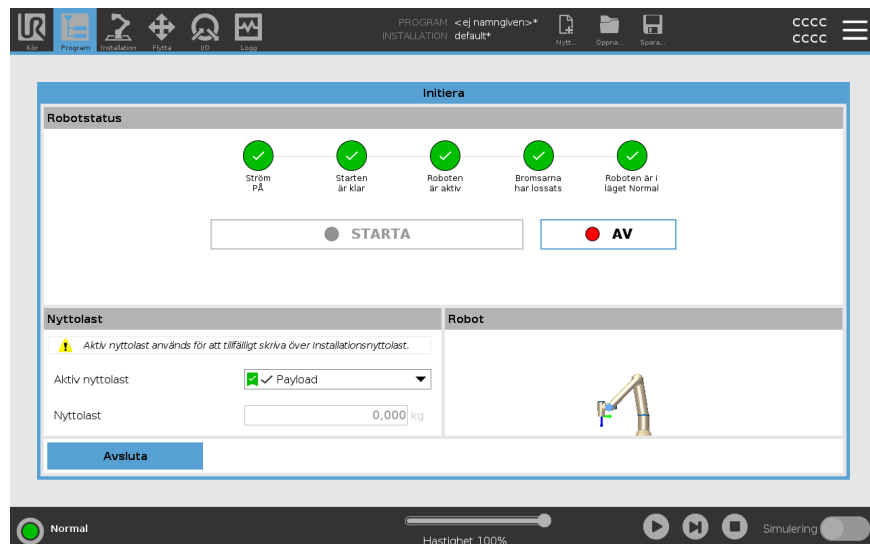 PROGRAM <ej namngiven>*
INSTALLATION default*
Kör
Program
Installation
Flytta
I/O
Logg
Nytt...
Öppna...
Spara...
cccc
cccc
Initiera
Robotstatus
Ström
PÅ
Starten
är klar
Roboten
är aktiv
Bromsarna
har lossats
Roboten är i
läget Normal
STARTA
AV
Nyttolast
Aktiv nyttolast används för att tillfälligt skriva över Installationsnyttolast.
Aktiv nyttolast
Payload
Nyttolast
0,000 kg
Robot
Avsluta
Normal
Hastighet 100%
Simulering